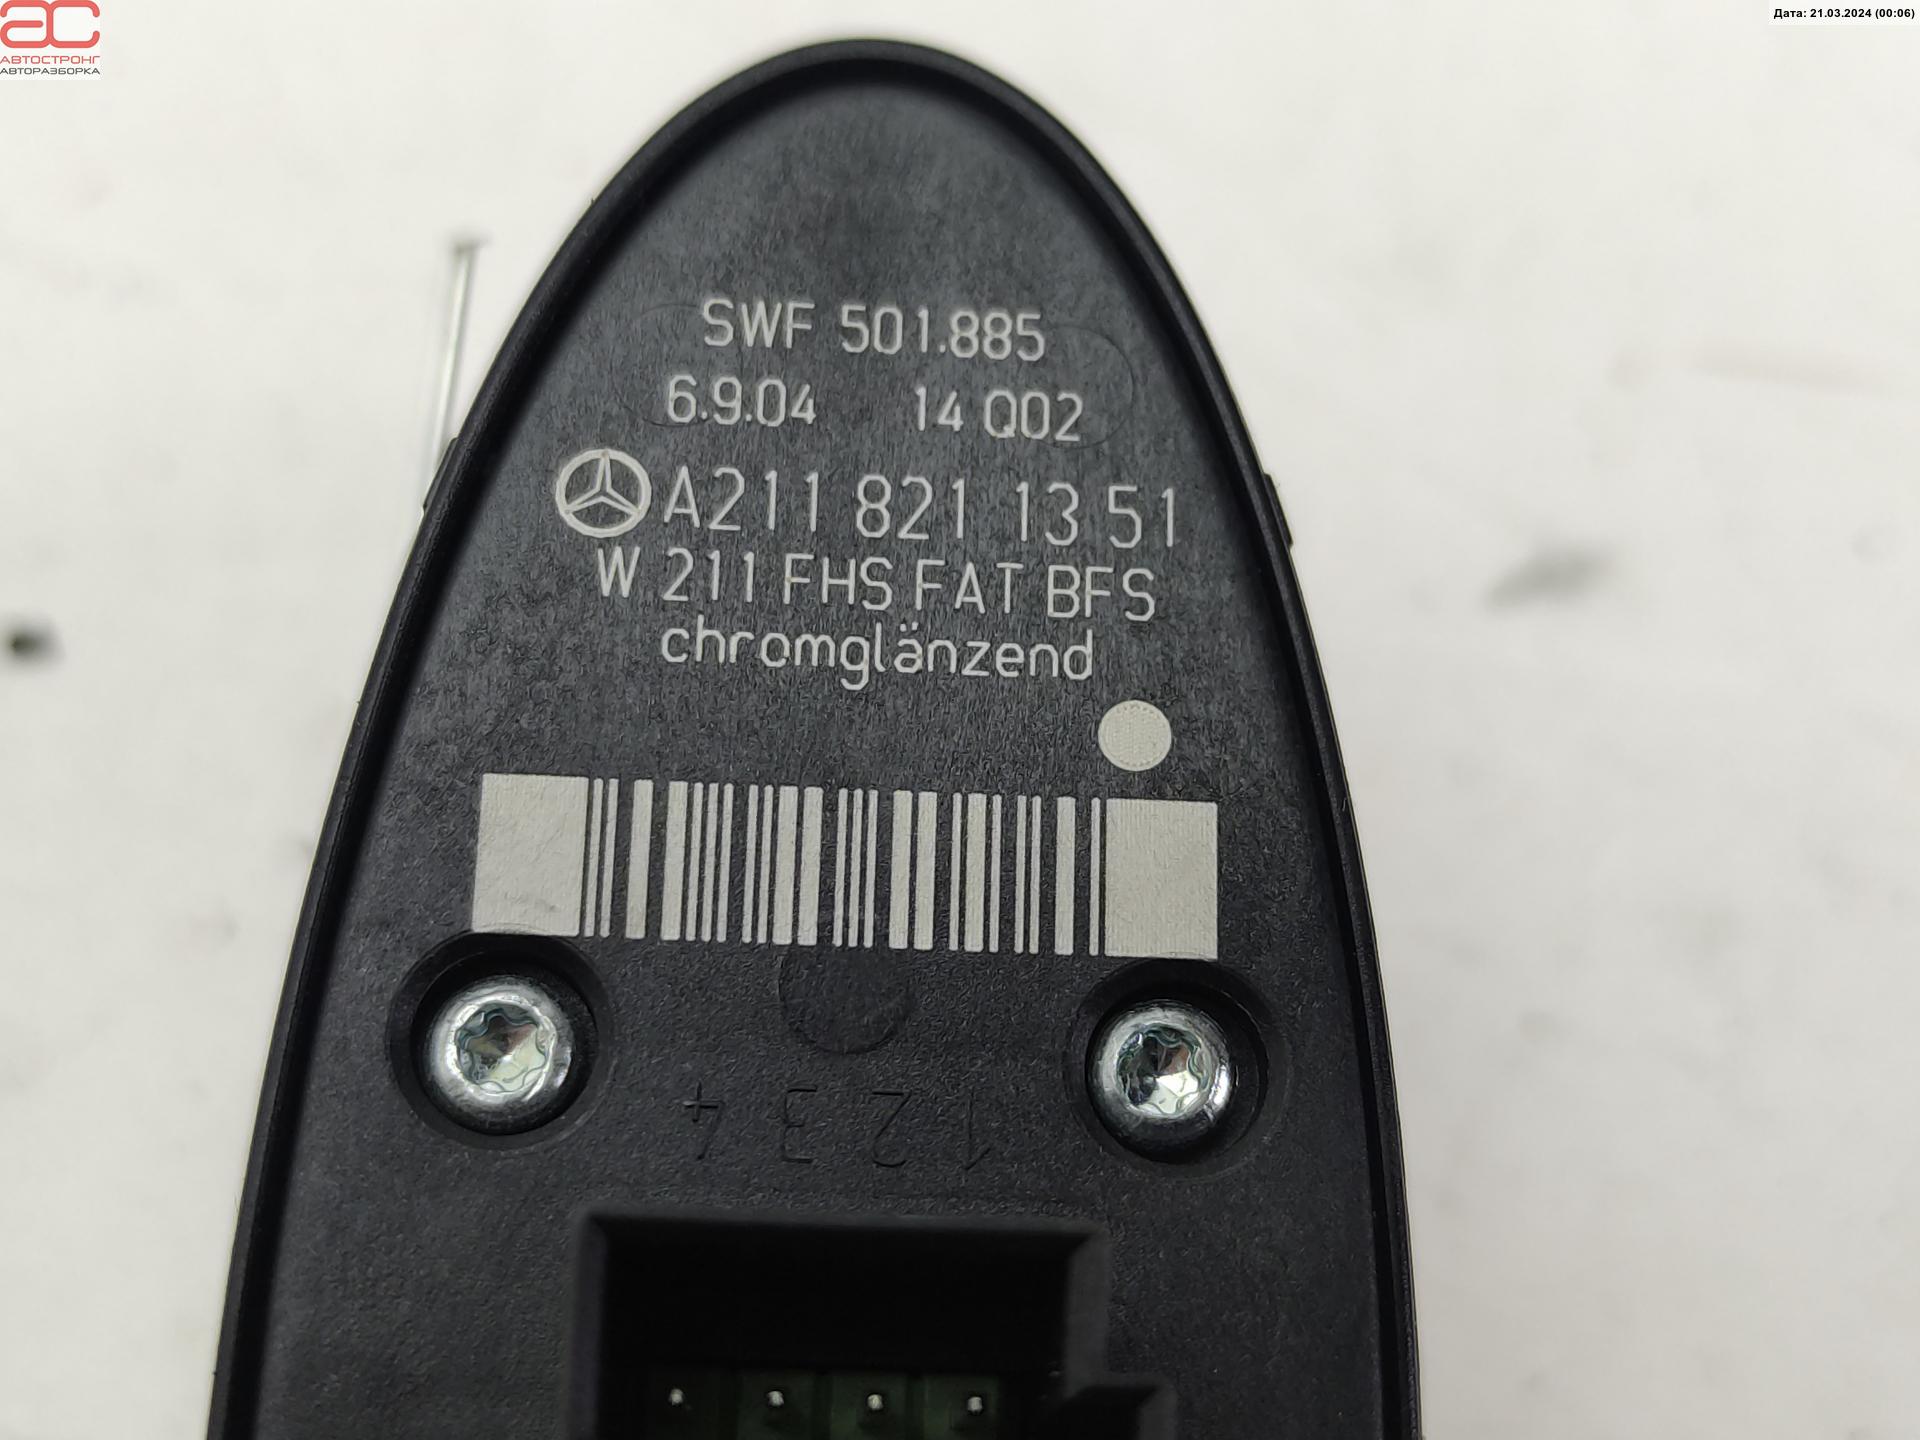 АВТОСТРОНГ
АВТОРАЗБОРКА
Дата: 21.03.2024 (00:06)
SWF 501.885
6.9.04 14 Q02
A211 821 13 51
W 211 FHS FAT BFS
chromglänzend
1 2 3 4